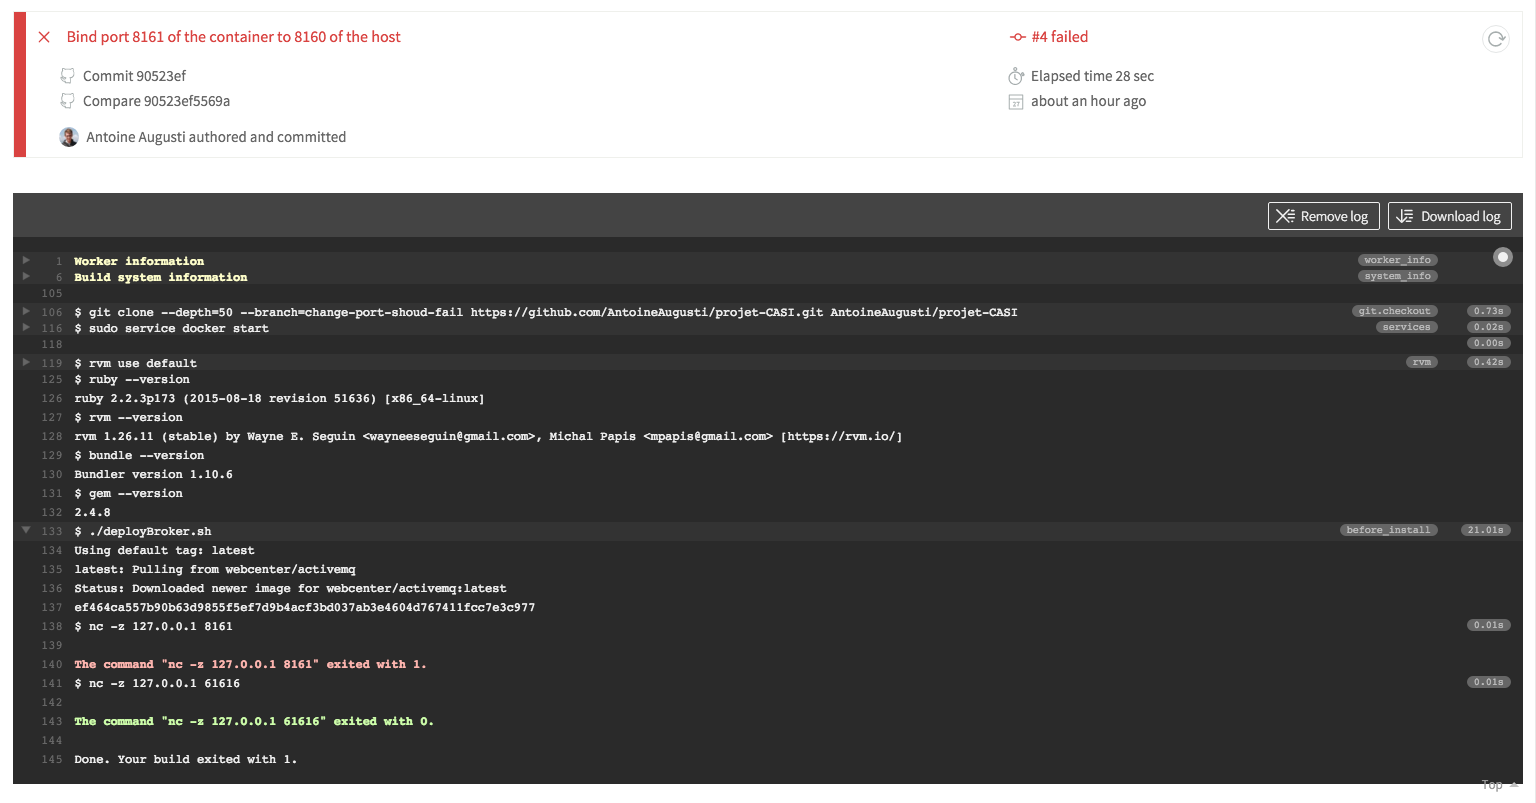 Bind port 8161 of the container to 8160 of the host
#4 failed
Commit 90523ef
Elapsed time 28 sec
Compare 90523ef5569a
27
about an hour ago
Antoine Augusti authored and committed
Remove log
Download log
1 Worker information worker_info
6 Build system information system_info
105
106 $ git clone --depth=50 --branch=change-port-shoud-fail https://github.com/AntoineAugusti/projet-CASI.git AntoineAugusti/projet-CASI git.checkout 0.73s
116 $ sudo service docker start services 0.02s
118 0.00s
119 $ rvm use default rvm 0.42s
125 $ ruby --version
126 ruby 2.2.3p173 (2015-08-18 revision 51636) [x86_64-linux]
127 $ rvm --version
128 rvm 1.26.11 (stable) by Wayne E. Seguin <wayneeseguin@gmail.com>, Michal Papis <mpapis@gmail.com> [https://rvm.io/]
129 $ bundle --version
130 Bundler version 1.10.6
131 $ gem --version
132 2.4.8
133 $ ./deployBroker.sh before_install 21.01s
134 Using default tag: latest
135 latest: Pulling from webcenter/activemq
136 Status: Downloaded newer image for webcenter/activemq:latest
137 ef464ca557b90b63d9855f5ef7d9b4acf3bd037ab3e4604d767411fcc7e3c977
138 $ nc -z 127.0.0.1 8161 0.01s
139
140 The command "nc -z 127.0.0.1 8161" exited with 1.
141 $ nc -z 127.0.0.1 61616 0.01s
142
143 The command "nc -z 127.0.0.1 61616" exited with 0.
144
145 Done. Your build exited with 1.
Top